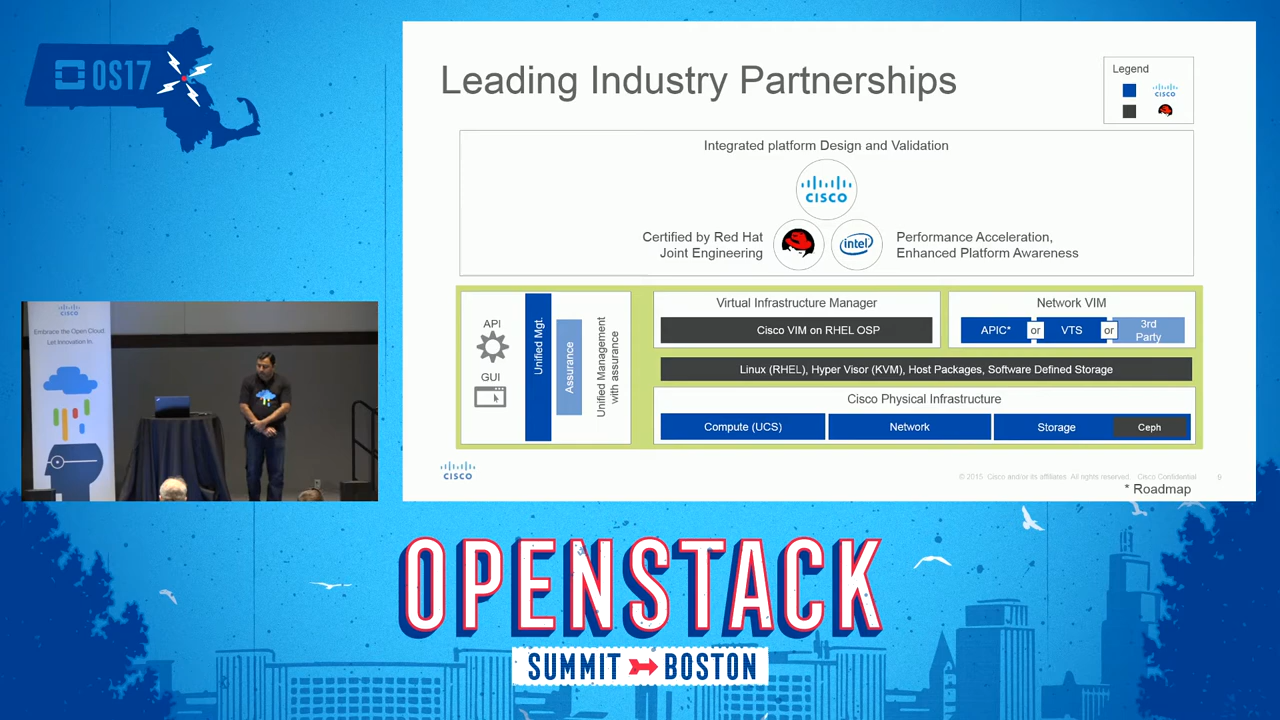 OS17
Leading Industry Partnerships
Legend
CISCO
Integrated platform Design and Validation
CISCO
Certified by Red Hat
Joint Engineering
intel
Performance Acceleration,
Enhanced Platform Awareness
API
GUI
Unified Mgt.
Assurance
Unified Management
with assurance
Virtual Infrastructure Manager
Cisco VIM on RHEL OSP
Network VIM
APIC* or VTS or 3rd
Party
Linux (RHEL), Hyper Visor (KVM), Host Packages, Software Defined Storage
Cisco Physical Infrastructure
Compute (UCS) Network Storage Ceph
CISCO
© 2015 Cisco and/or its affiliates. All rights reserved. Cisco Confidential
* Roadmap
CISCO
Embrace the Open Cloud.
Let Innovation In.
OPENSTACK
SUMMIT BOSTON